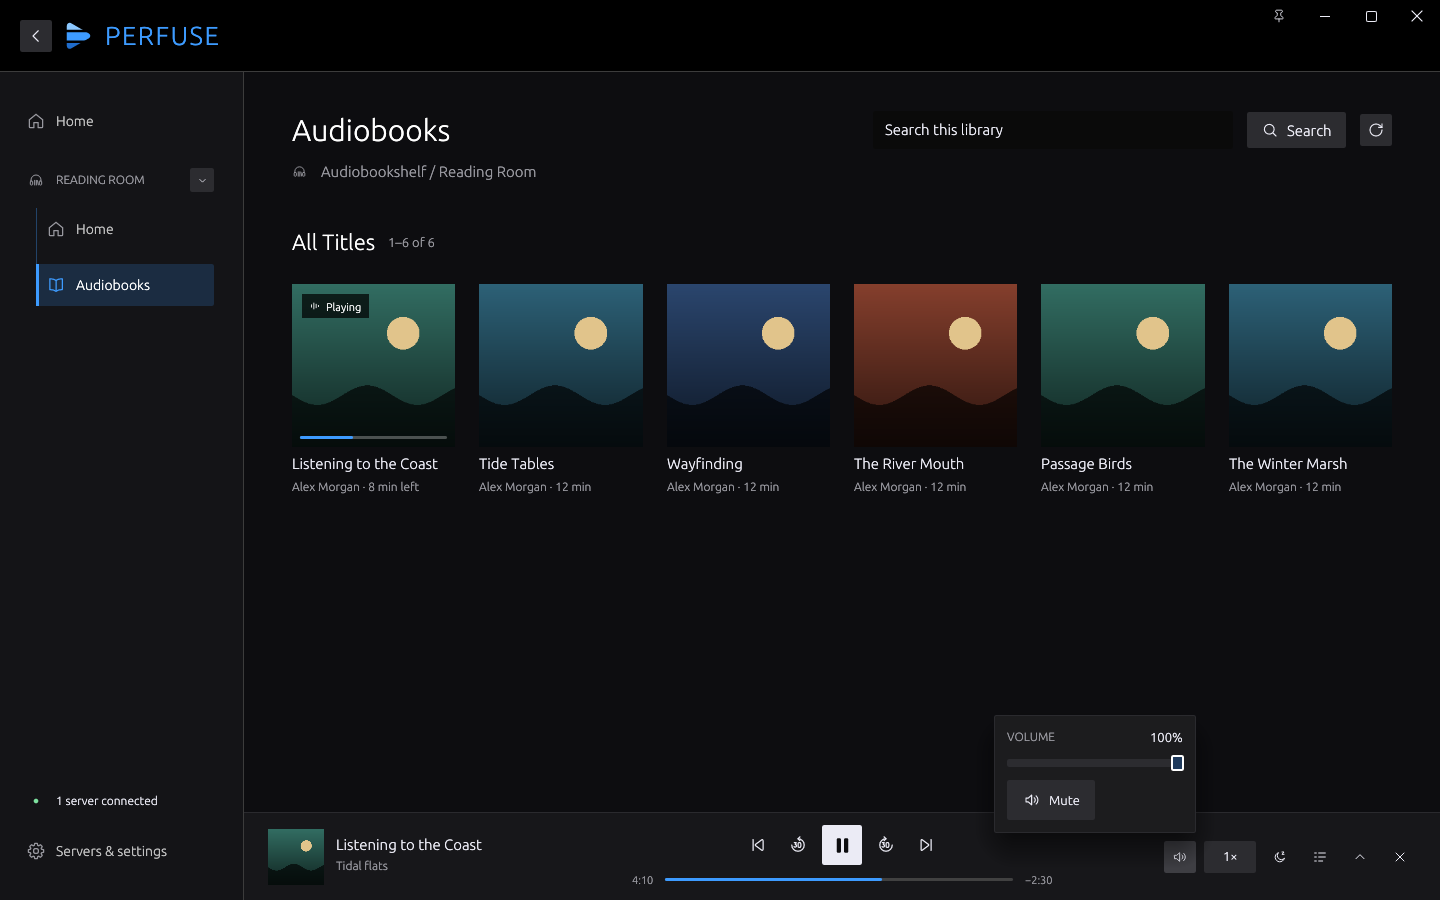 PERFUSE
Home
READING ROOM
Home
Audiobooks
1 server connected
Servers & settings
Audiobooks
Audiobookshelf / Reading Room
Search this library
Search
All Titles 1–6 of 6
Playing
Listening to the Coast
Alex Morgan · 8 min left
Tide Tables
Alex Morgan · 12 min
Wayfinding
Alex Morgan · 12 min
The River Mouth
Alex Morgan · 12 min
Passage Birds
Alex Morgan · 12 min
The Winter Marsh
Alex Morgan · 12 min
VOLUME 100%
Mute
Listening to the Coast
Tidal flats
30 30
4:10 −2:30
1×